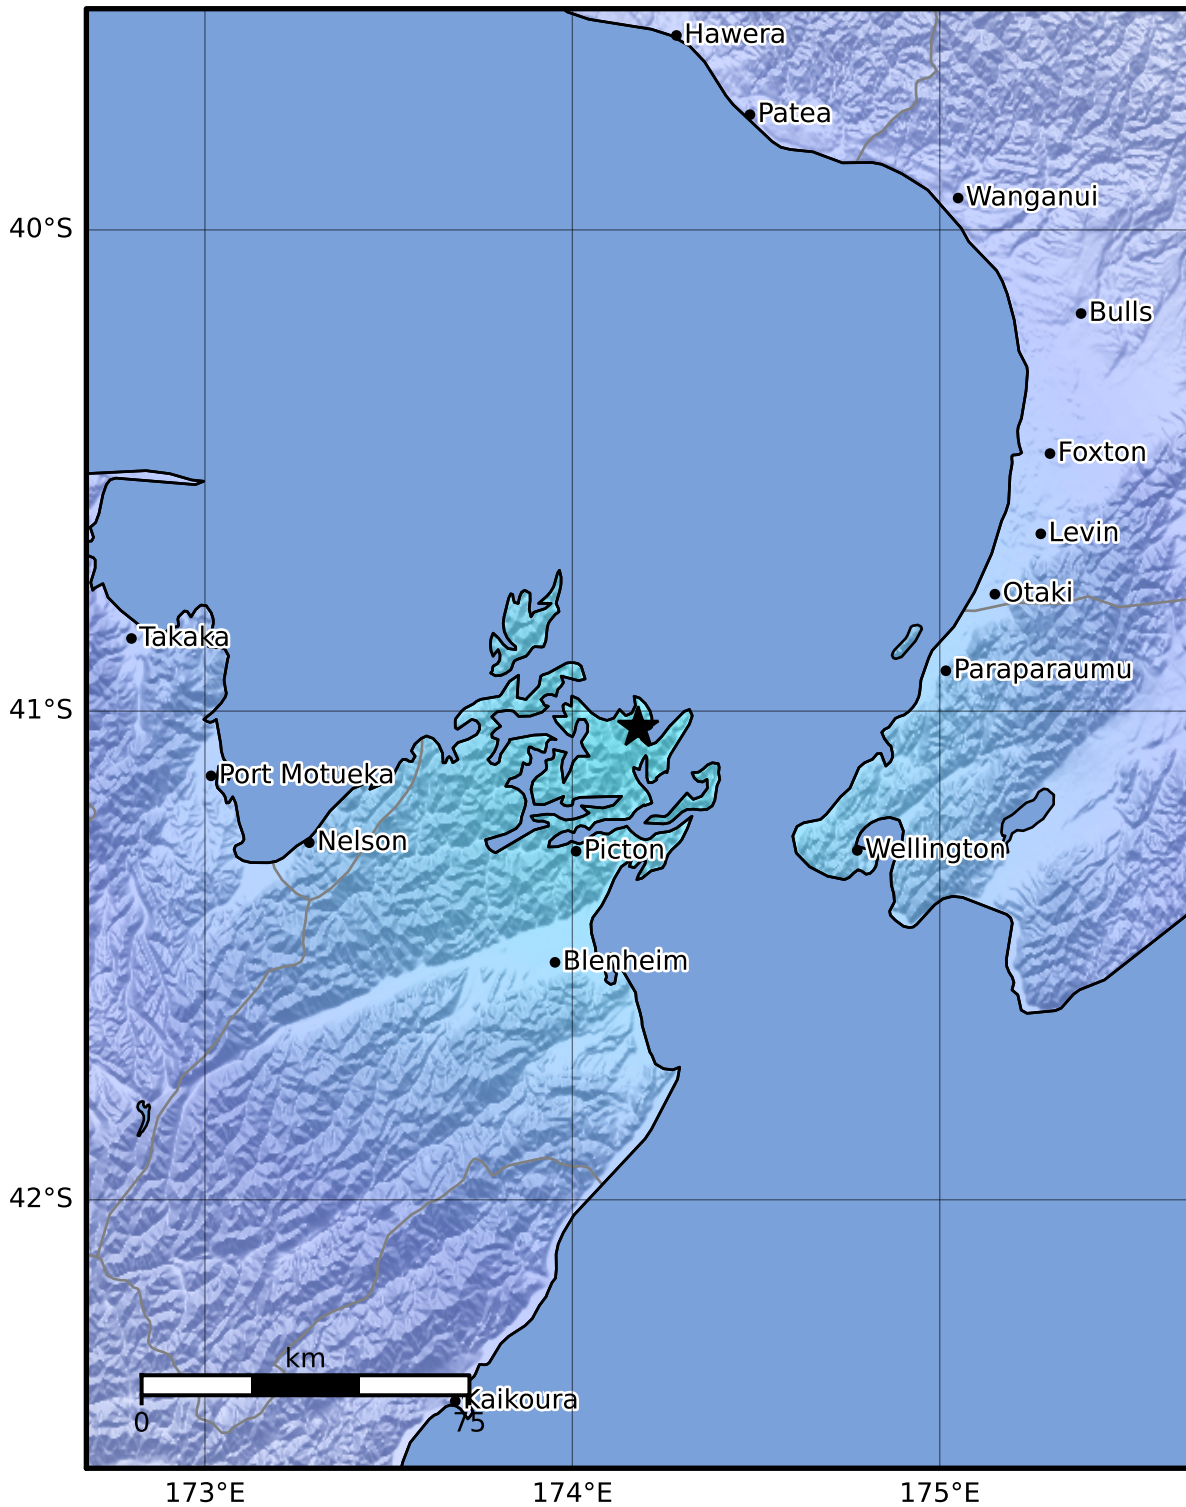 Hawera
Patea
Wanganui
40°S
Bulls
Foxton
Levin
Otaki
Takaka
Paraparaumu
41°S
Port Motueka
Nelson
Picton
Wellington
Blenheim
42°S
km
Kaikoura
0
75
173°E
174°E
175°E